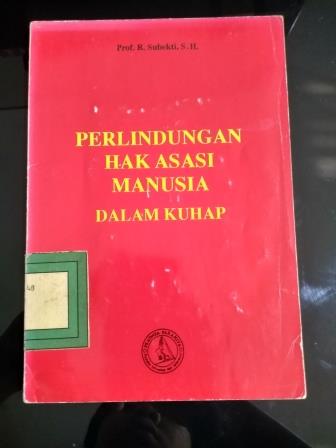 Prof. R. Subekti, S. H.
PERLINDUNGAN
HAK ASASI
MANUSIA
DALAM KUHAP